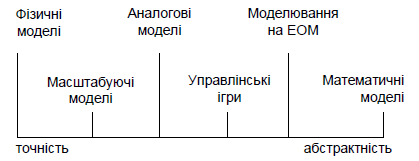 Фізичні
моделі
Аналогові
моделі
Моделювання
на ЕОМ
Масштабуючі
моделі
Управлінські
ігри
Математичні
моделі
точність
абстрактність